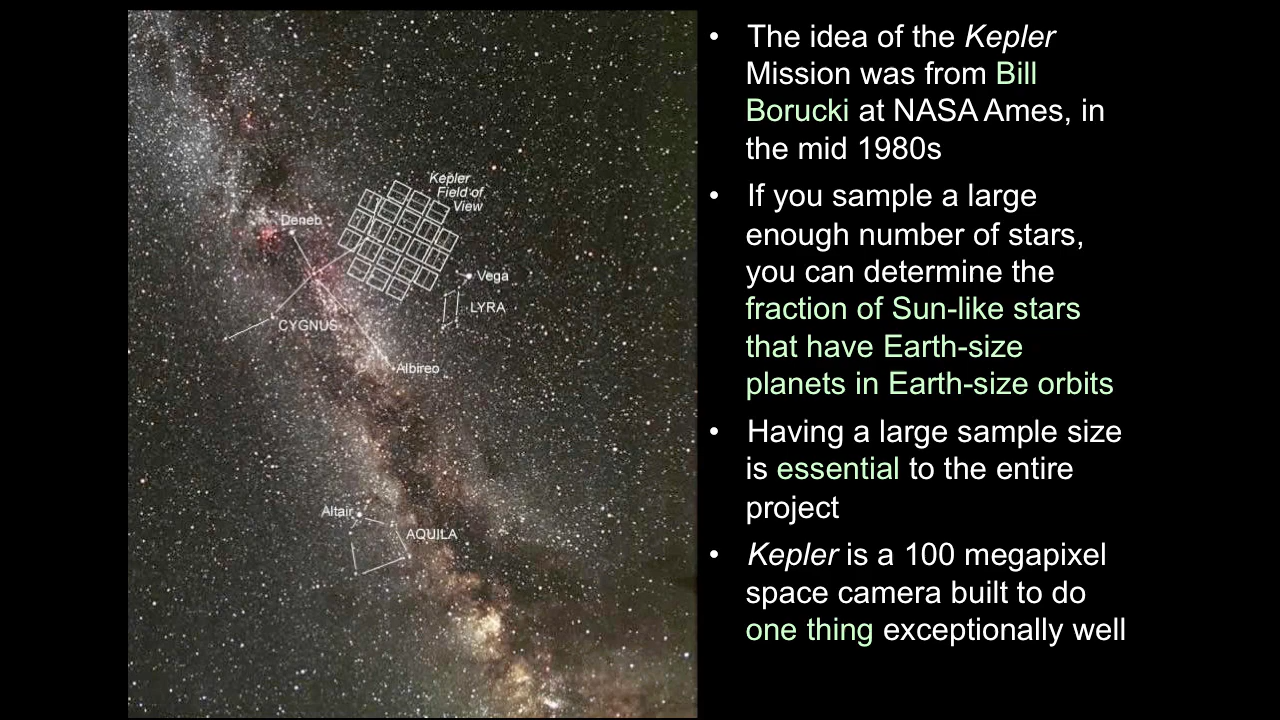 Kepler
Field of
View
Deneb
Vega
LYRA
CYGNUS
Albireo
Altair
AQUILA
• The idea of the Kepler
Mission was from Bill
Borucki at NASA Ames, in
the mid 1980s
• If you sample a large
enough number of stars,
you can determine the
fraction of Sun-like stars
that have Earth-size
planets in Earth-size orbits
• Having a large sample size
is essential to the entire
project
• Kepler is a 100 megapixel
space camera built to do
one thing exceptionally well